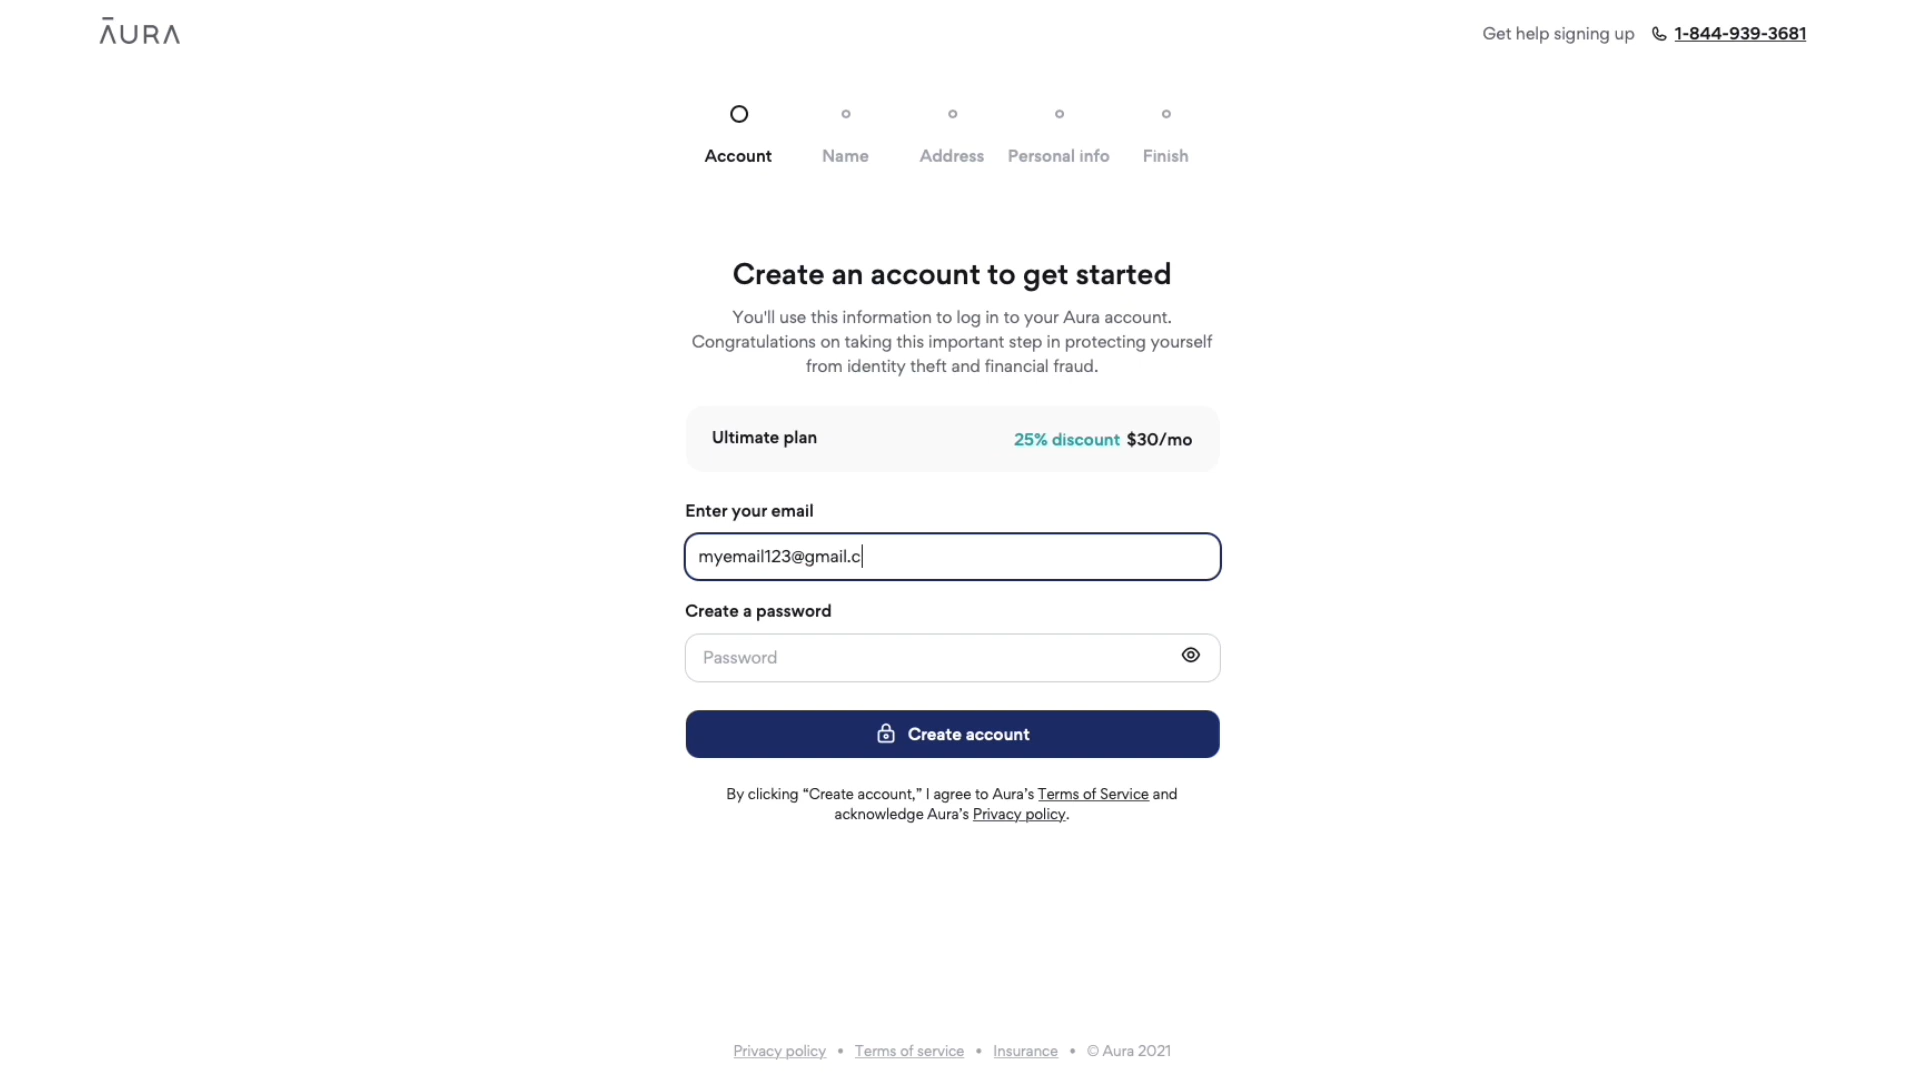 ĀURA
Get help signing up 1-844-939-3681
Account Name Address Personal info Finish
Create an account to get started
You'll use this information to log in to your Aura account.
Congratulations on taking this important step in protecting yourself
from identity theft and financial fraud.
Ultimate plan 25% discount $30/mo
Enter your email
myemail123@gmail.c
Create a password
Password
Create account
By clicking “Create account,” I agree to Aura’s Terms of Service and
acknowledge Aura’s Privacy policy.
Privacy policy • Terms of service • Insurance • © Aura 2021